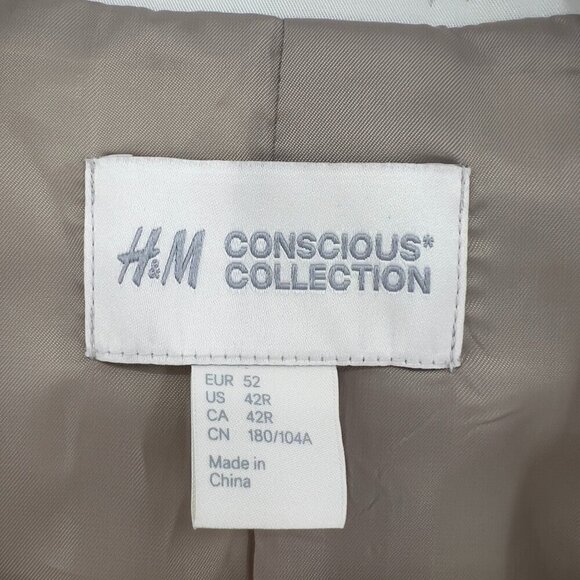 H&M CONSCIOUS*
COLLECTION
EUR 52
US 42R
CA 42R
CN 180/104A
Made in
China